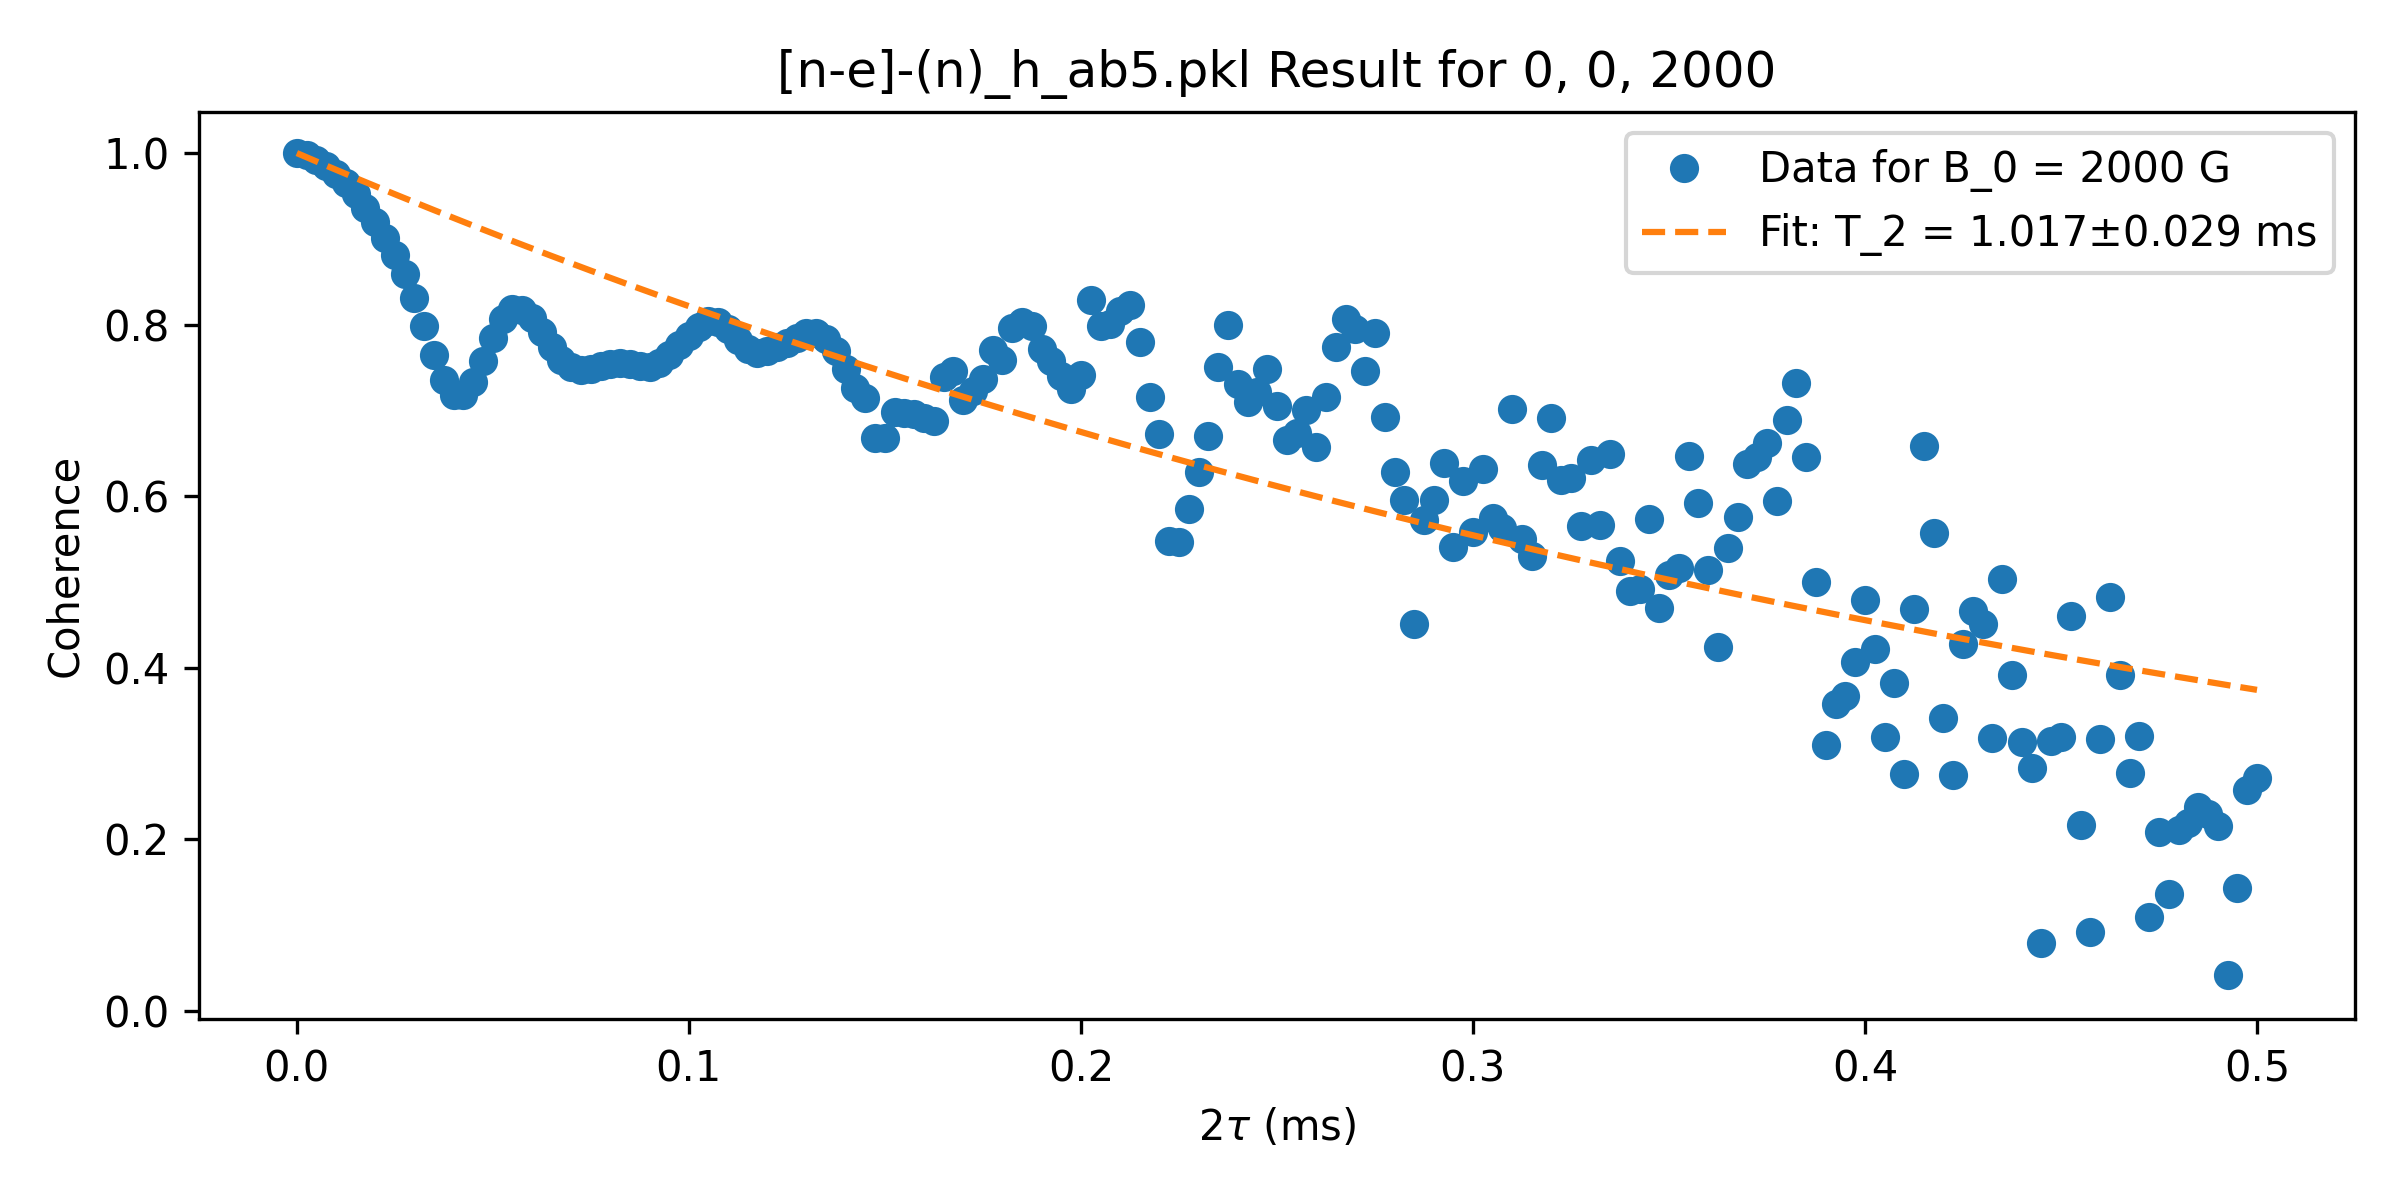 [n-e]-(n)_h_ab5.pkl Result for 0, 0, 2000
Data for B_0 = 2000 G
Fit: T_2 = 1.017±0.029 ms
Coherence
1.0
0.8
0.6
0.4
0.2
0.0
0.0 0.1 0.2 0.3 0.4 0.5
2τ (ms)